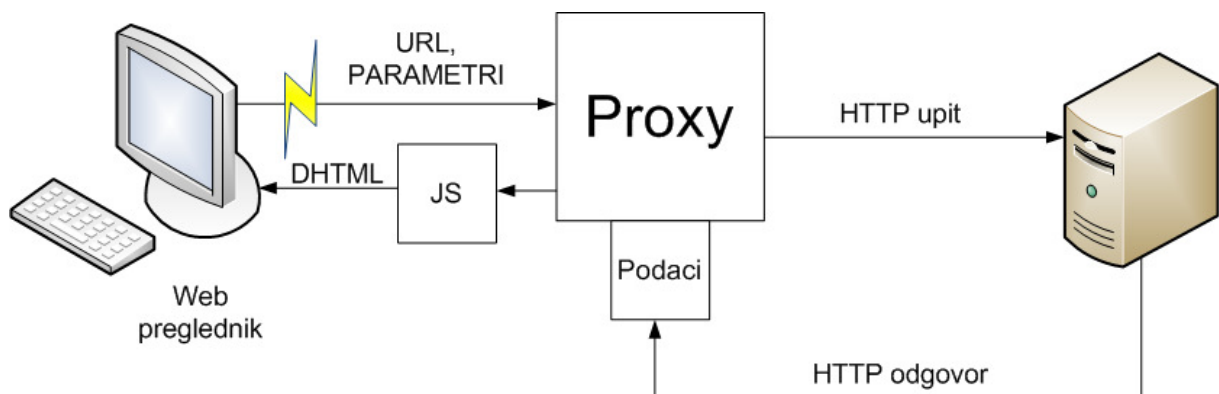 URL,
PARAMETRI
Proxy
HTTP upit
DHTML
JS
Podaci
Web
preglednik
HTTP odgovor